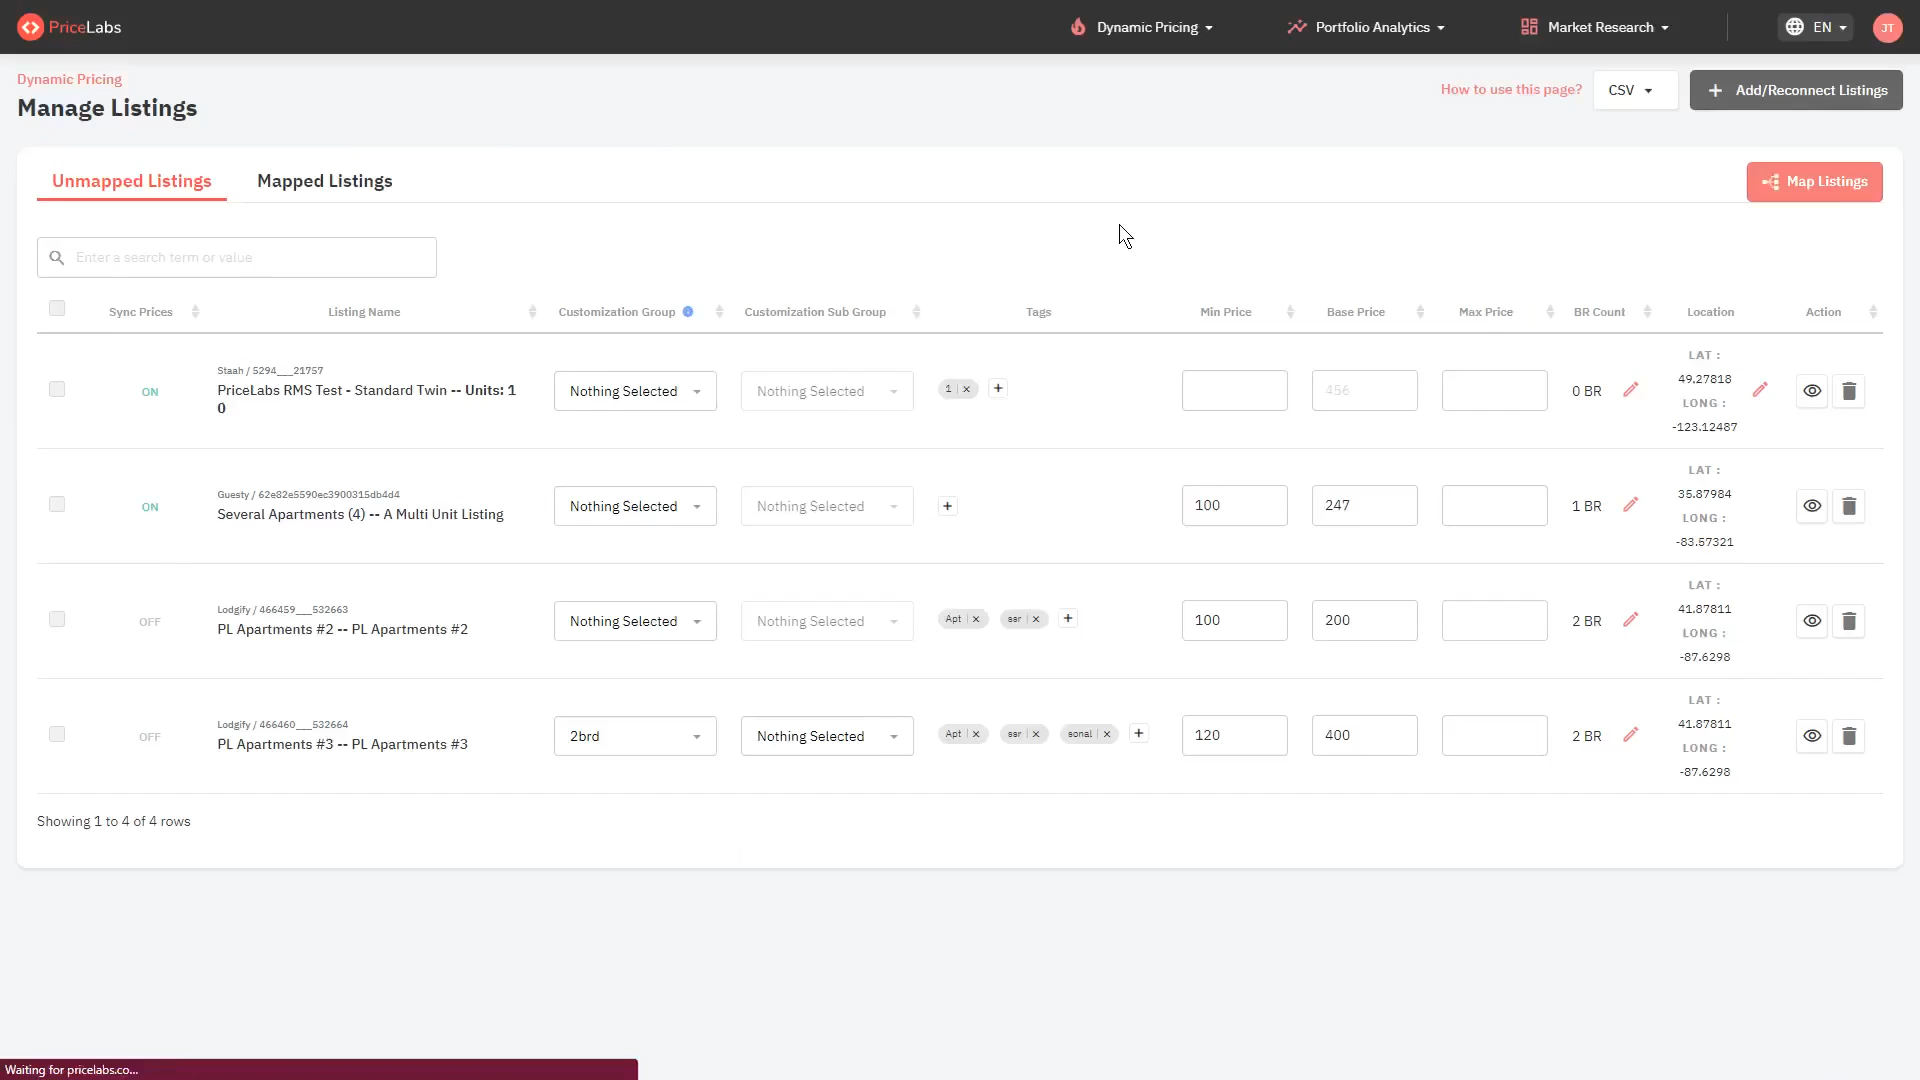 PriceLabs
Dynamic Pricing
Portfolio Analytics
Market Research
EN
JT
Dynamic Pricing
Manage Listings
How to use this page?
CSV
Add/Reconnect Listings
Unmapped Listings
Mapped Listings
Map Listings
Enter a search term or value
Sync Prices
Listing Name
Customization Group
Customization Sub Group
Tags
Min Price
Base Price
Max Price
BR Count
Location
Action
ON
Staah / 5294___21757
PriceLabs RMS Test - Standard Twin -- Units: 1
0
Nothing Selected
Nothing Selected
1 | ×
+
456
0 BR
LAT :
49.27818
LONG :
-123.12487
ON
Guesty / 62e82e5590ec3900315db4d4
Several Apartments (4) -- A Multi Unit Listing
Nothing Selected
Nothing Selected
+
100
247
1 BR
LAT :
35.87984
LONG :
-83.57321
OFF
Lodgify / 466459___532663
PL Apartments #2 -- PL Apartments #2
Nothing Selected
Nothing Selected
Apt | ×
ssr | ×
+
100
200
2 BR
LAT :
41.87811
LONG :
-87.6298
OFF
Lodgify / 466460___532664
PL Apartments #3 -- PL Apartments #3
2brd
Nothing Selected
Apt | ×
ssr | ×
sonal | ×
+
120
400
2 BR
LAT :
41.87811
LONG :
-87.6298
Showing 1 to 4 of 4 rows
Waiting for pricelabs.co...